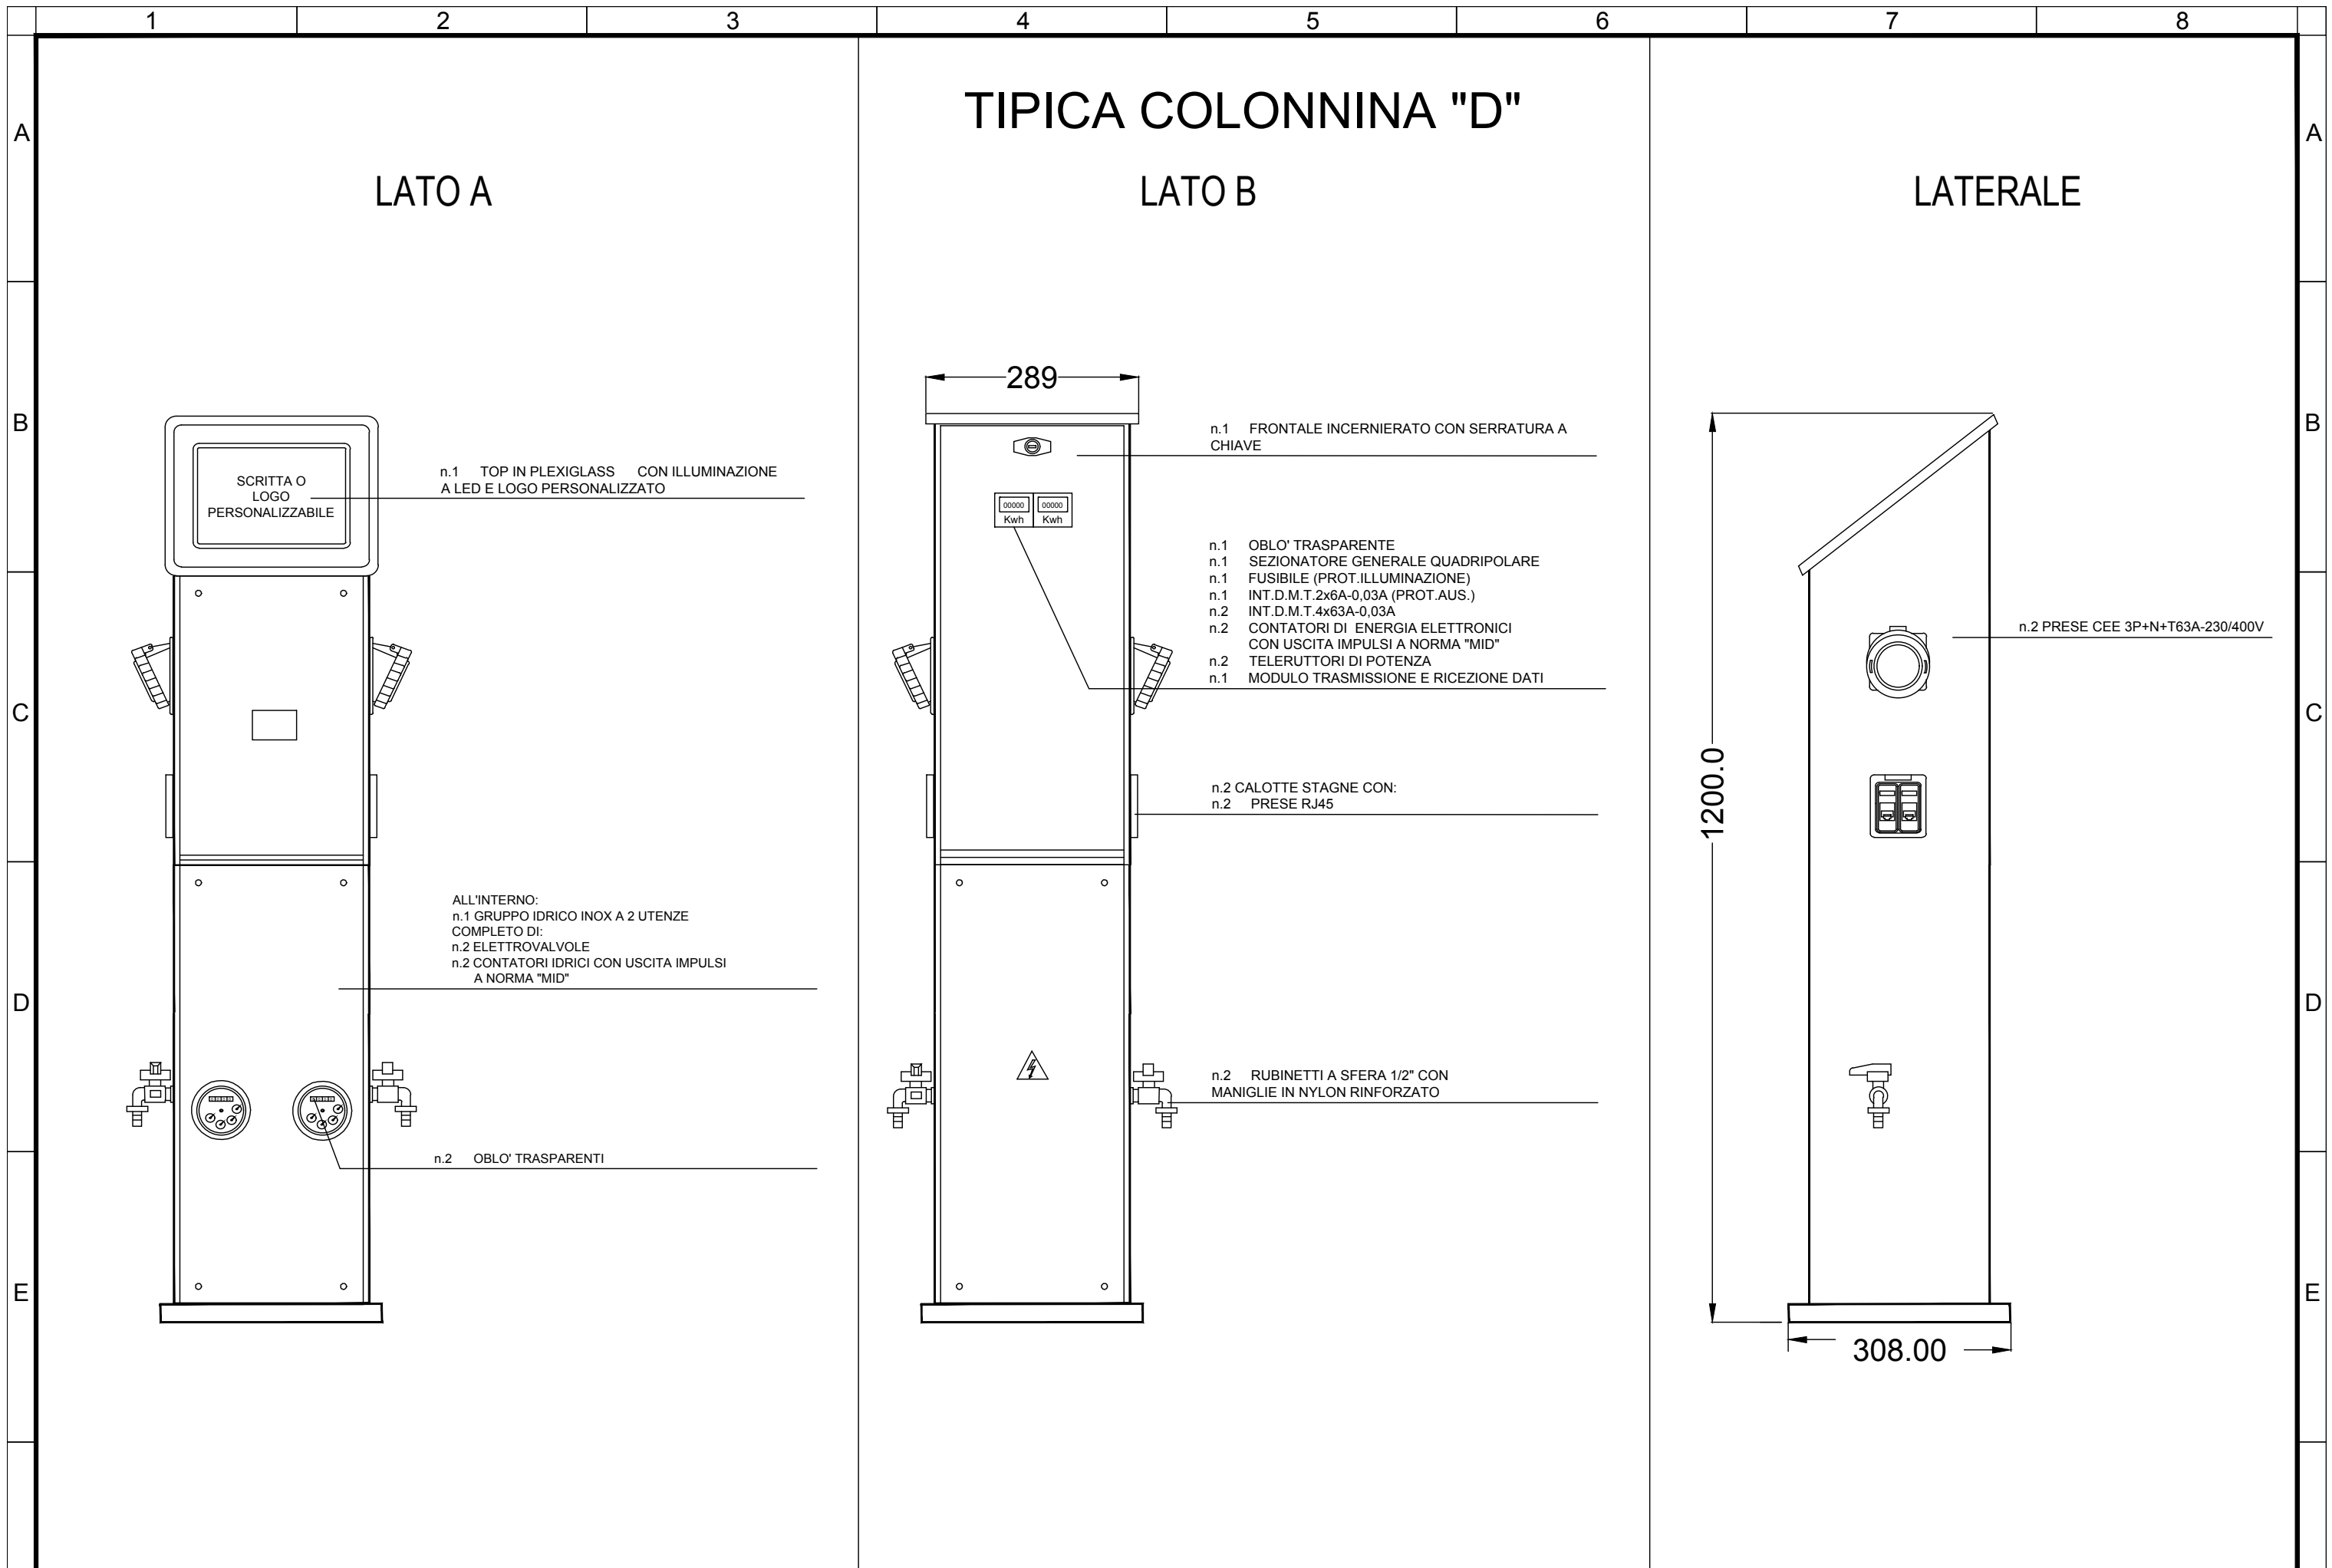 1 2 3 4 5 6 7 8
TIPICA COLONNINA "D"
A A
LATO A
LATO B
LATERALE
B B
C C
D D
E E
SCRITTA O
LOGO
PERSONALIZZABILE
n.1 TOP IN PLEXIGLASS CON ILLUMINAZIONE
A LED E LOGO PERSONALIZZATO
ALL'INTERNO:
n.1 GRUPPO IDRICO INOX A 2 UTENZE
COMPLETO DI:
n.2 ELETTROVALVOLE
n.2 CONTATORI IDRICI CON USCITA IMPULSI
A NORMA "MID"
n.2 OBLO' TRASPARENTI
289
00000 00000
Kwh Kwh
n.1 FRONTALE INCERNIERATO CON SERRATURA A
CHIAVE
n.1 OBLO' TRASPARENTE
n.1 SEZIONATORE GENERALE QUADRIPOLARE
n.1 FUSIBILE (PROT.ILLUMINAZIONE)
n.1 INT.D.M.T.2x6A-0,03A (PROT.AUS.)
n.2 INT.D.M.T.4x63A-0,03A
n.2 CONTATORI DI ENERGIA ELETTRONICI
CON USCITA IMPULSI A NORMA "MID"
n.2 TELERUTTORI DI POTENZA
n.1 MODULO TRASMISSIONE E RICEZIONE DATI
n.2 CALOTTE STAGNE CON:
n.2 PRESE RJ45
n.2 RUBINETTI A SFERA 1/2" CON
MANIGLIE IN NYLON RINFORZATO
n.2 PRESE CEE 3P+N+T63A-230/400V
1200.0
308.00